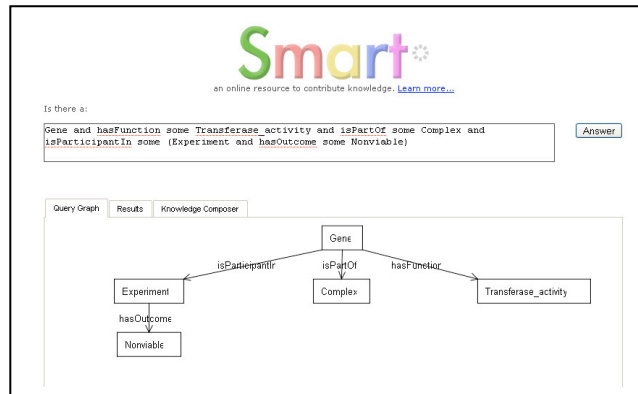 Smart
an online resource to contribute knowledge. Learn more...
Is there a:
Gene and hasFunction some Transferase_activity and isPartOf some Complex and
isParticipantIn some (Experiment and hasOutcome some Nonviable)
Answer
Query Graph Results Knowledge Composer
Gene
isParticipantIr isPartOf hasFunctior
Experiment Complex Transferase_activity
hasOutcome
Nonviable